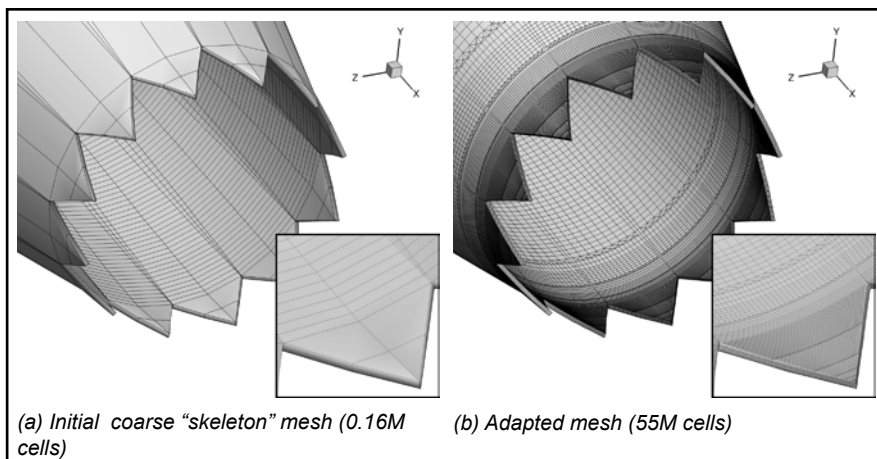 Y
Z
X
Y
Z
X
(a) Initial coarse “skeleton” mesh (0.16M
cells)
(b) Adapted mesh (55M cells)